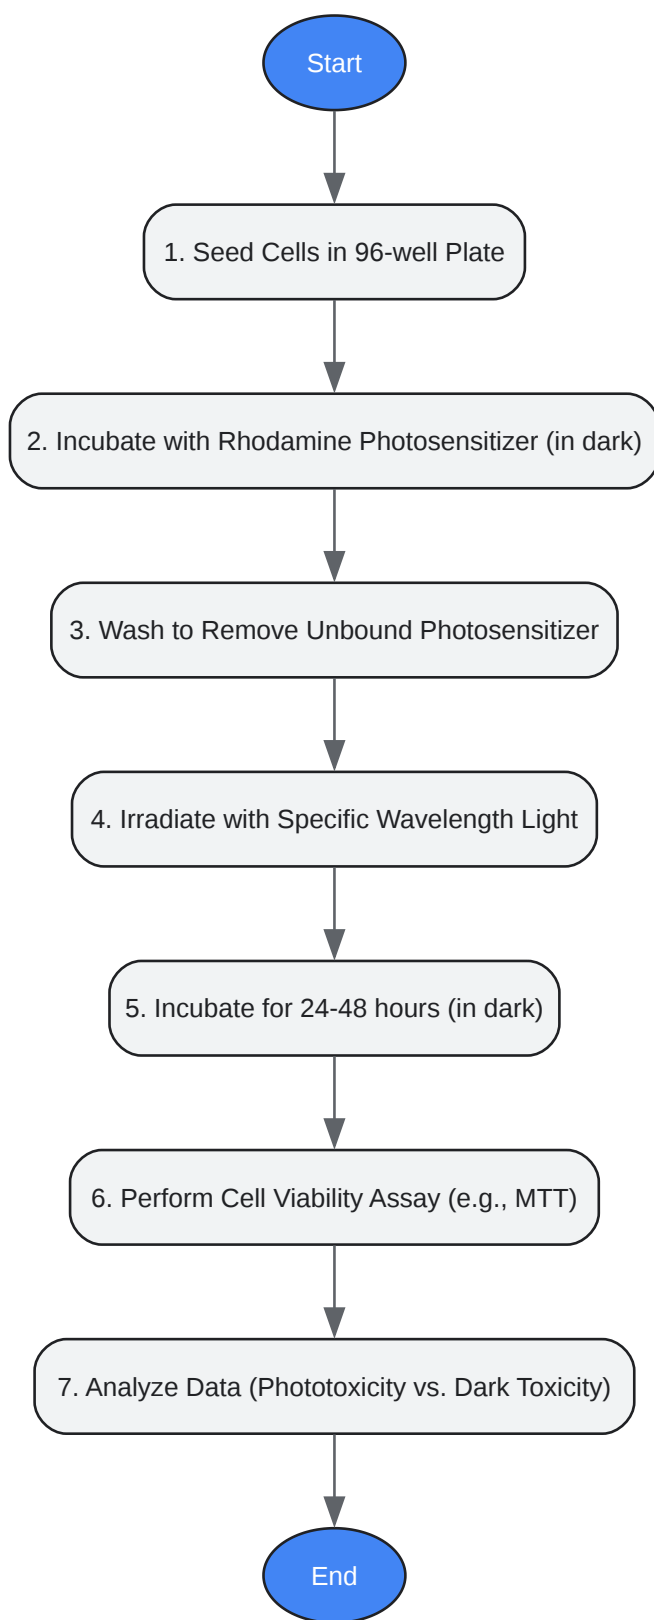 Start
1. Seed Cells in 96-well Plate
2. Incubate with Rhodamine Photosensitizer (in dark)
3. Wash to Remove Unbound Photosensitizer
4. Irradiate with Specific Wavelength Light
5. Incubate for 24-48 hours (in dark)
6. Perform Cell Viability Assay (e.g., MTT)
7. Analyze Data (Phototoxicity vs. Dark Toxicity)
End